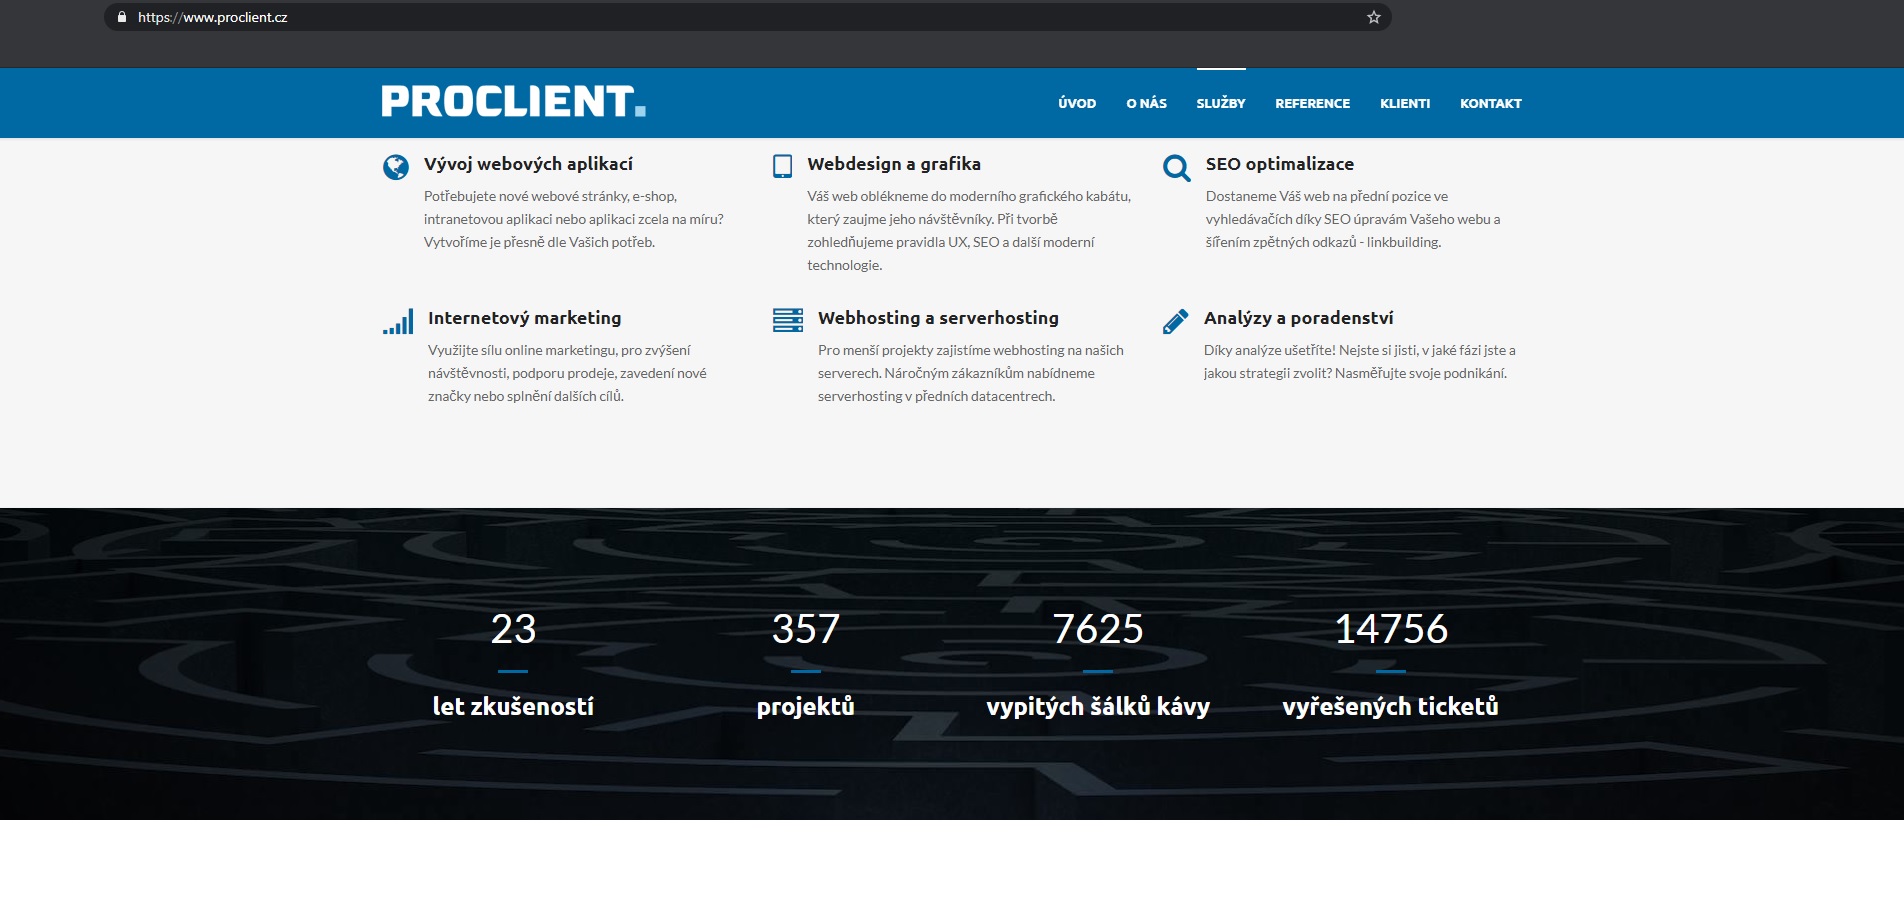 https://www.proclient.cz
PROCLIENT.
ÚVOD O NÁS SLUŽBY REFERENCE KLIENTI KONTAKT
Vývoj webových aplikací
Potřebujete nové webové stránky, e-shop,
intranetovou aplikaci nebo aplikaci zcela na míru?
Vytvoříme je přesně dle Vašich potřeb.
Webdesign a grafika
Váš web oblékneme do moderního grafického kabátu,
který zaujme jeho návštěvníky. Při tvorbě
zohledňujeme pravidla UX, SEO a další moderní
technologie.
SEO optimalizace
Dostaneme Váš web na přední pozice ve
vyhledávačích díky SEO úpravám Vašeho webu a
šířením zpětných odkazů - linkbuilding.
Internetový marketing
Využijte sílu online marketingu, pro zvýšení
návštěvnosti, podporu prodeje, zavedení nové
značky nebo splnění dalších cílů.
Webhosting a serverhosting
Pro menší projekty zajistíme webhosting na našich
serverech. Náročným zákazníkům nabídneme
serverhosting v předních datacentrech.
Analýzy a poradenství
Díky analýze ušetříte! Nejste si jisti, v jaké fázi jste a
jakou strategii zvolit? Nasměřujte svoje podnikání.
23
let zkušeností
357
projektů
7625
vypitých šálků kávy
14756
vyřešených ticketů